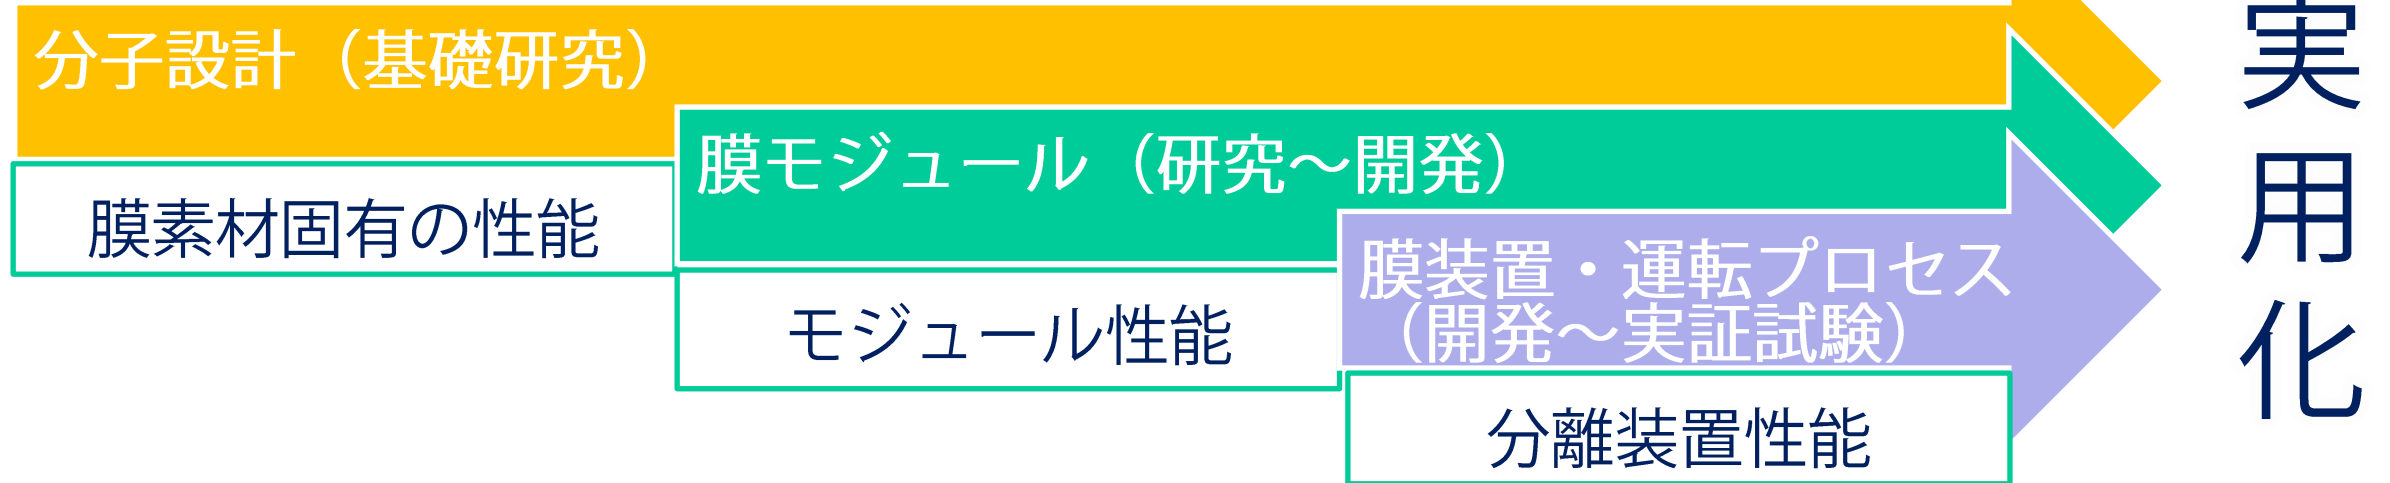 分子設計（基礎研究）
膜素材固有の性能
膜モジュール（研究～開発）
モジュール性能
膜装置・運転プロセス
（開発～実証試験）
分離装置性能
実用化